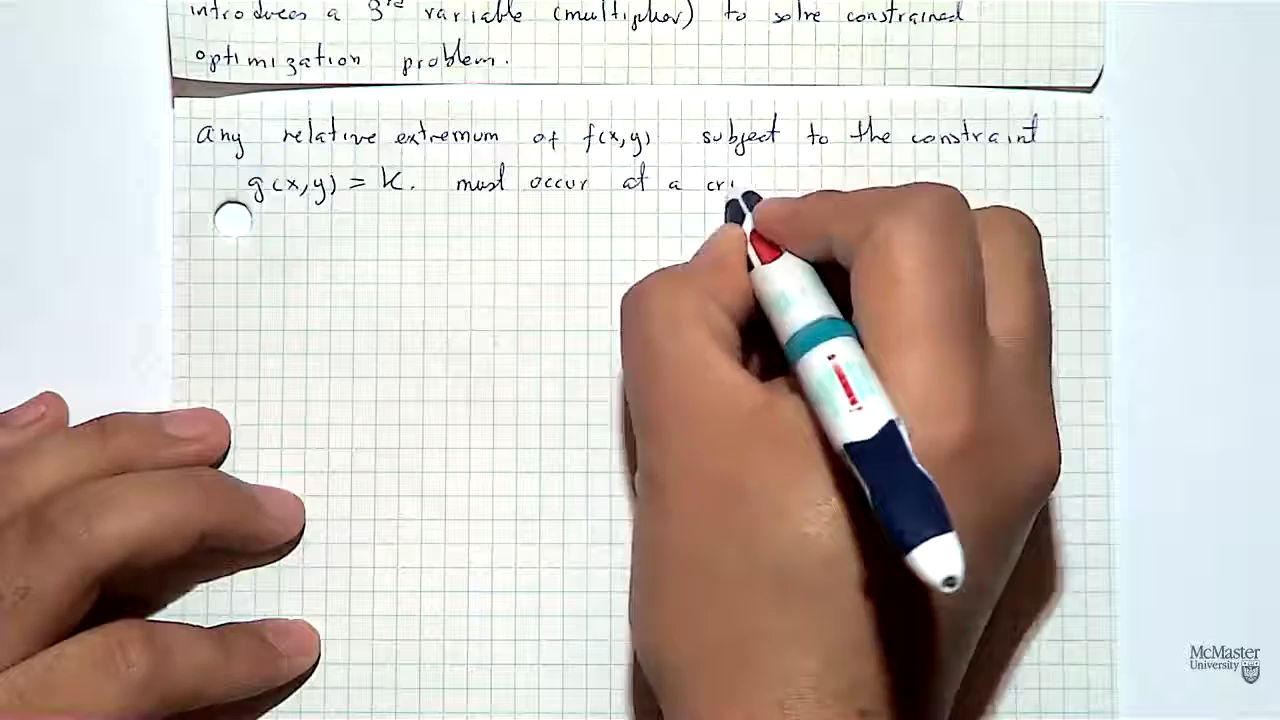 introduces a 3rd variable (multiplier) to solve constrained
optimization problem.
any relative extremum of f(x,y) subject to the constraint
g(x,y) = K. must occur at a cri
McMaster
University